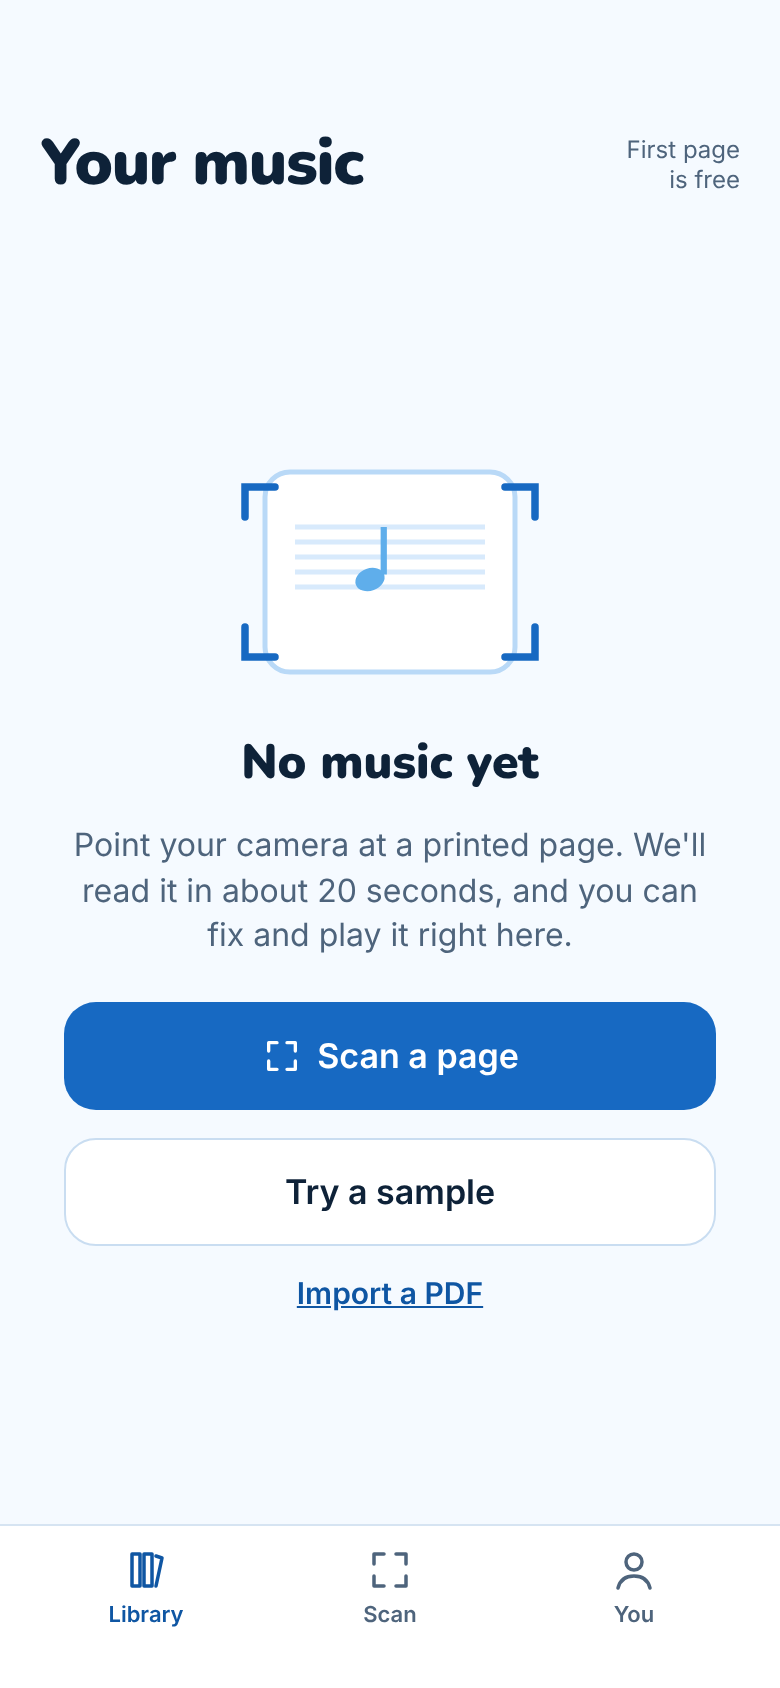 Your music
First page
is free
No music yet
Point your camera at a printed page. We'll
read it in about 20 seconds, and you can
fix and play it right here.
Scan a page
Try a sample
Import a PDF
Library
Scan
You